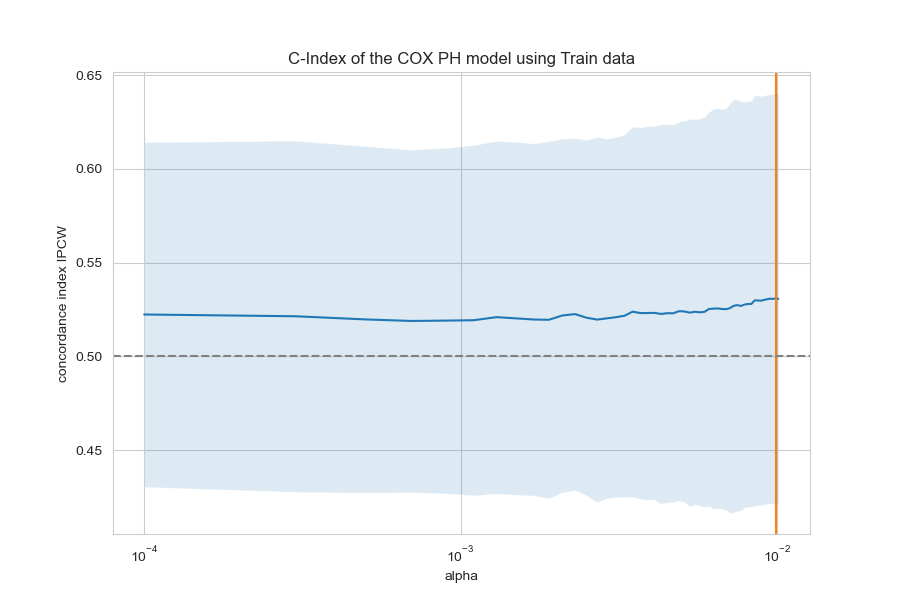 C-Index of the COX PH model using Train data
concordance index IPCW
0.65
0.60
0.55
0.50
0.45
10⁻⁴
10⁻³
10⁻²
alpha